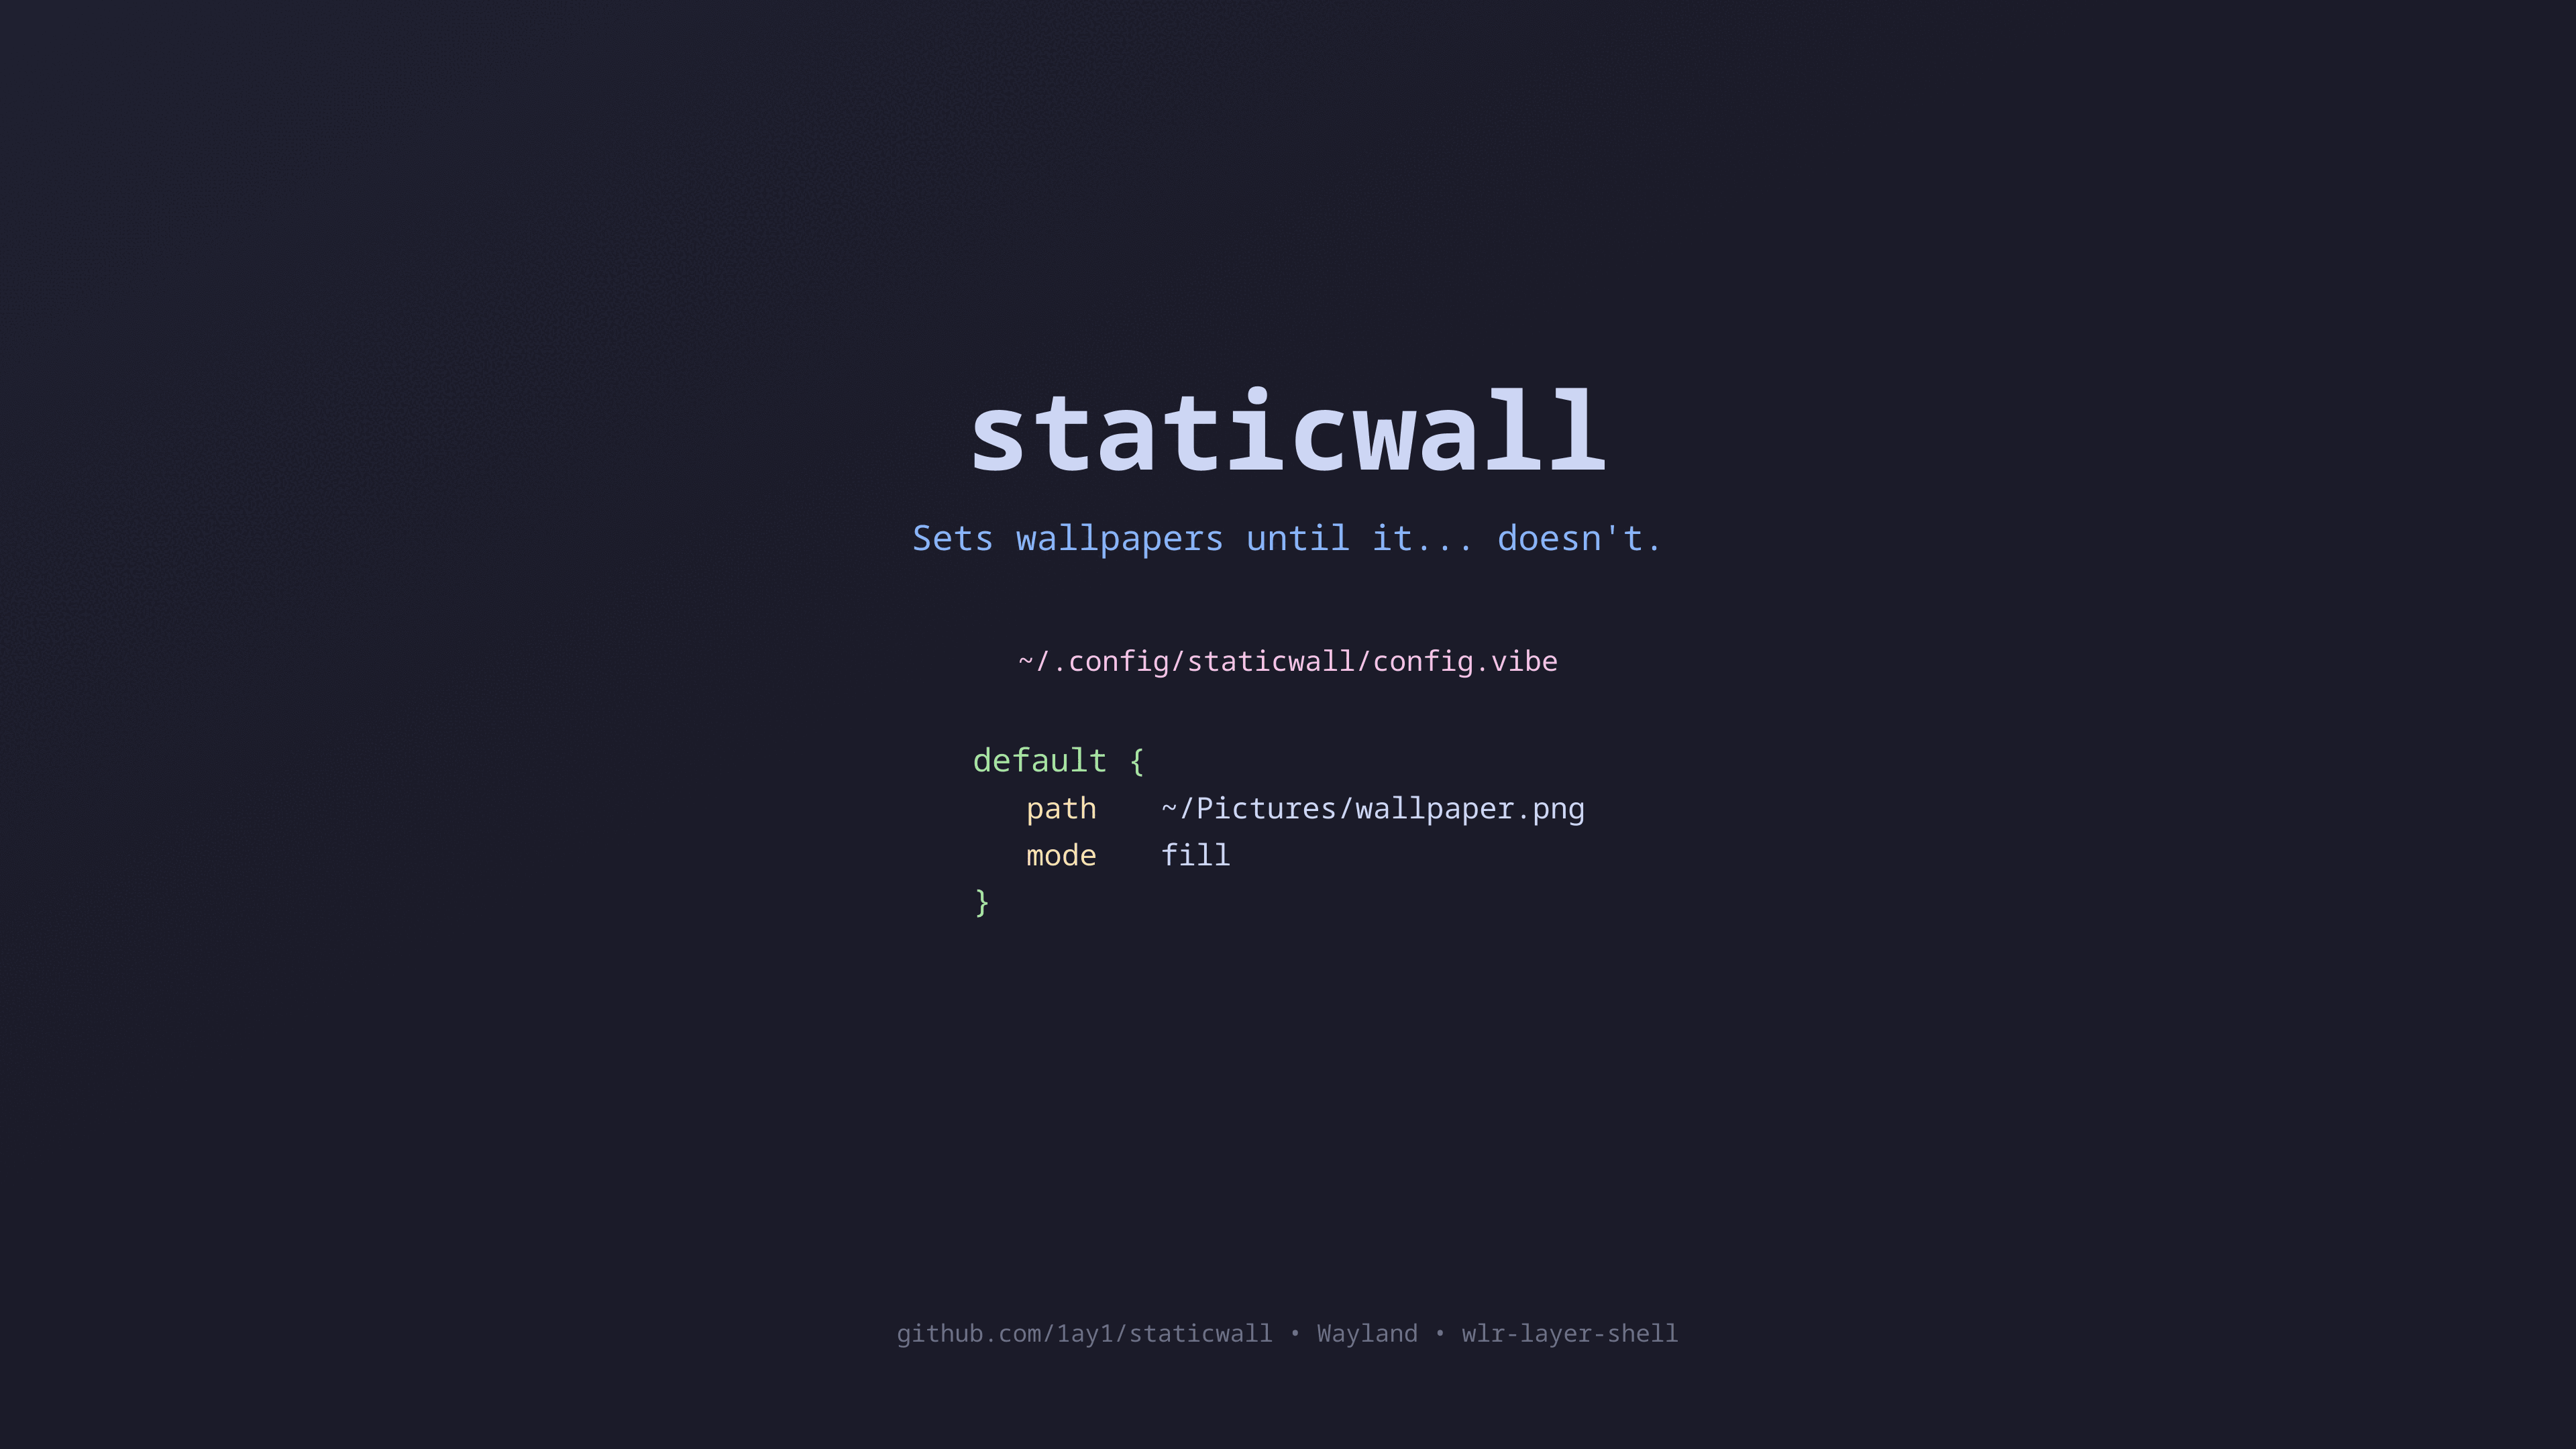 staticwall
Sets wallpapers until it... doesn't.
~/.config/staticwall/config.vibe
default {
path    ~/Pictures/wallpaper.png
mode    fill
}
github.com/1ay1/staticwall • Wayland • wlr-layer-shell